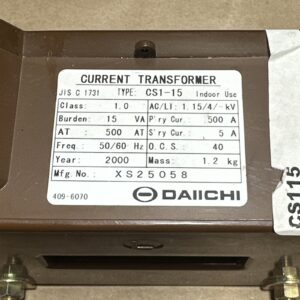 CURRENT TRANSFORMER
JIS C 1731 TYPE: CS1-15 Indoor Use
Class: 1.0 AC/LI: 1.15/4/- kV
Burden: 15 VA P'ry Cur. 500 A
AT : 500 AT S'ry Cur. 5 A
Freq : 50/60 Hz O.C.S : 40
Year : 2000 Mass : 1.2 kg
Mfg. No. : XS25058
409-6070 DAIICHI
CS115